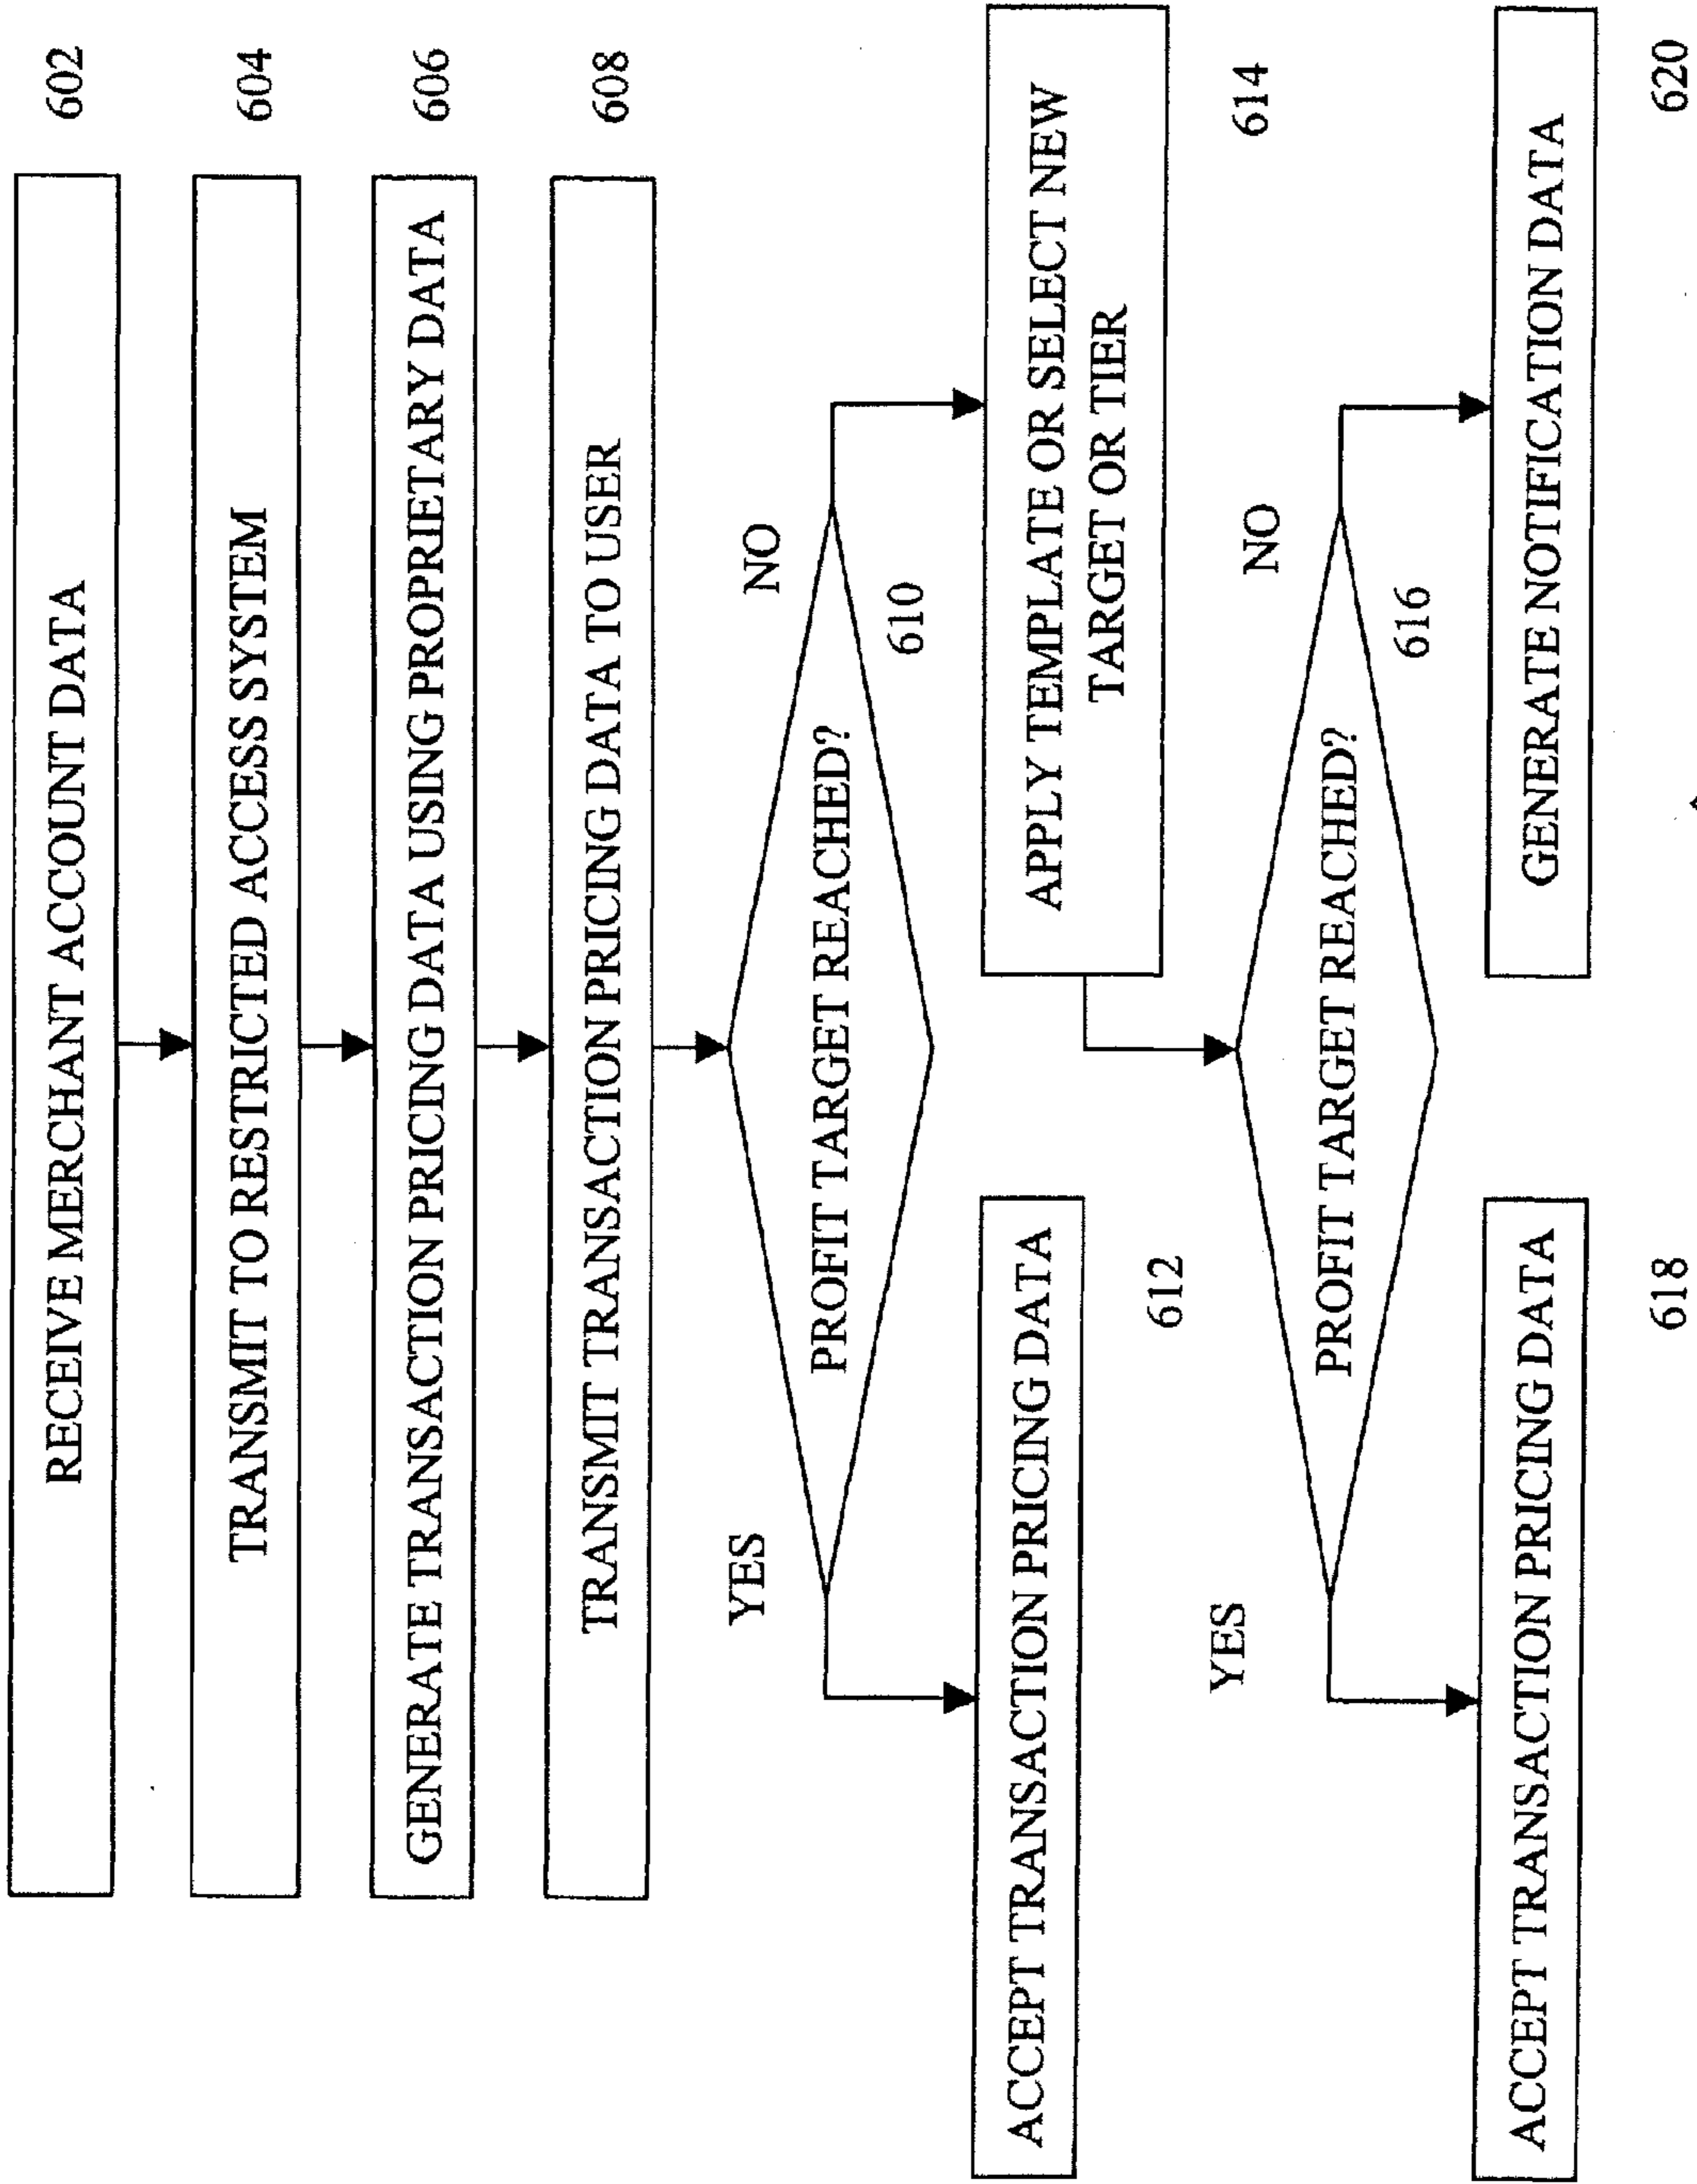 RECEIVE MERCHANT ACCOUNT DATA
602
TRANSMIT TO RESTRICTED ACCESS SYSTEM
604
GENERATE TRANSACTION PRICING DATA USING PROPRIETARY DATA
606
TRANSMIT TRANSACTION PRICING DATA TO USER
608
YES
NO
PROFIT TARGET REACHED?
610
ACCEPT TRANSACTION PRICING DATA
612
APPLY TEMPLATE OR SELECT NEW
TARGET OR TIER
614
YES
NO
PROFIT TARGET REACHED?
616
ACCEPT TRANSACTION PRICING DATA
618
GENERATE NOTIFICATION DATA
620